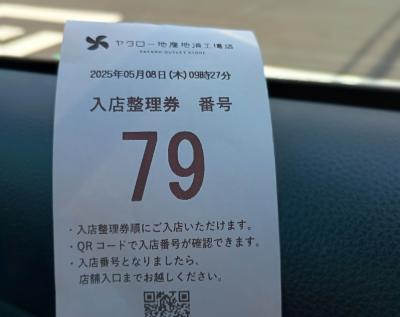 ヤタロー地産地消工場店
YATARO OUTLET STORE
2025年05月08日(木)09時27分
入店整理券 番号
79
・入店整理券順にご入店いただけます。
・QRコードで入店番号が確認できます。
・入店番号となりましたら、
店舗入口までお越しください。